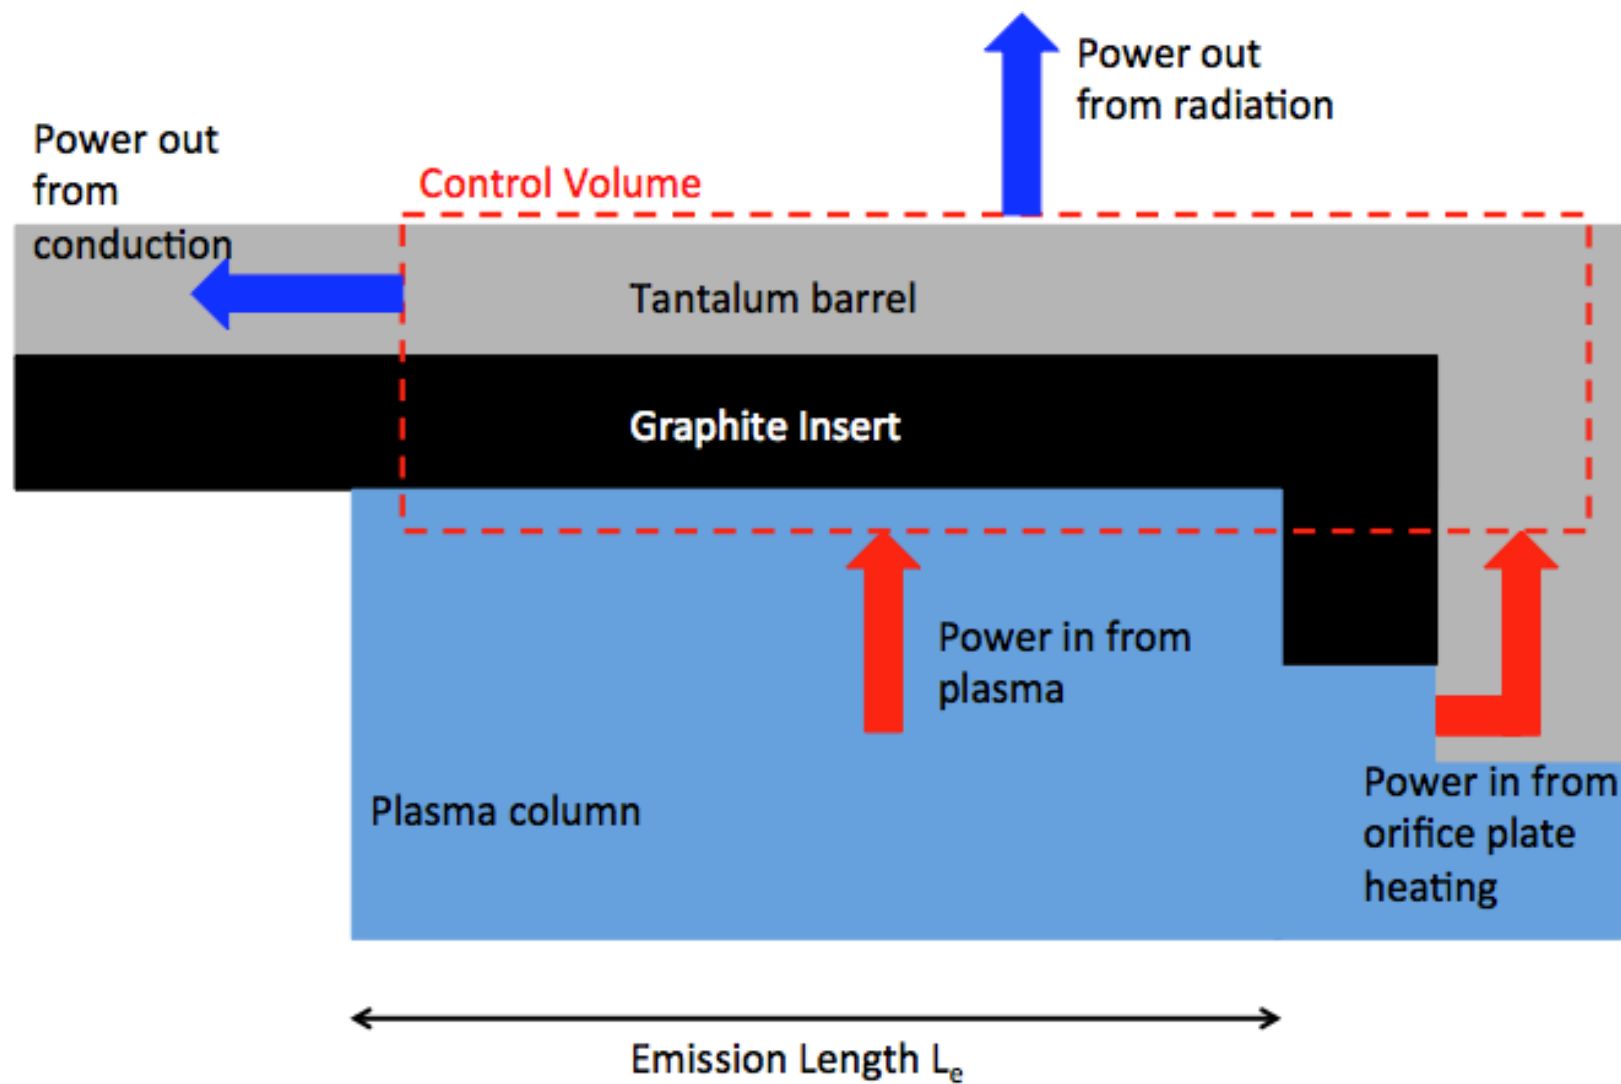 Power out
from radiation
Power out
from
conduction
Control Volume
Tantalum barrel
Graphite Insert
Power in from
plasma
Plasma column
Power in from
orifice plate
heating
Emission Length Lₑ